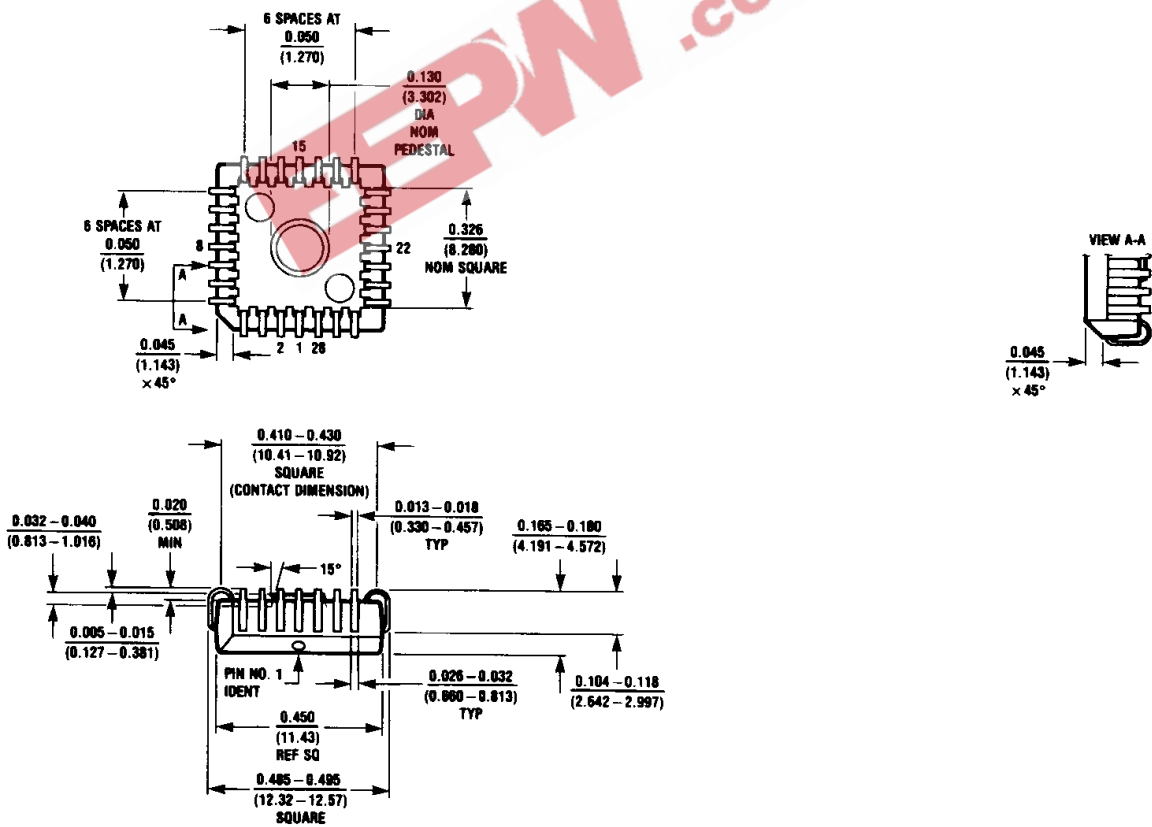 EEPW
.co
6 SPACES AT
0.050
(1.270)
0.130
(3.302)
DIA
NOM
PEDESTAL
15
6 SPACES AT
0.050
(1.270)
8
A
A
0.326
(8.280)
NOM SQUARE
22
2 1 28
0.045
(1.143)
× 45°
VIEW A-A
0.045
(1.143)
× 45°
0.410 – 0.430
(10.41 – 10.92)
SQUARE
(CONTACT DIMENSION)
0.020
(0.508)
MIN
0.032 – 0.040
(0.813 – 1.016)
0.013 – 0.018
(0.330 – 0.457)
TYP
0.165 – 0.180
(4.191 – 4.572)
15°
0.005 – 0.015
(0.127 – 0.381)
PIN NO. 1
IDENT
0.026 – 0.032
(0.660 – 0.813)
TYP
0.104 – 0.118
(2.642 – 2.997)
0.450
(11.43)
REF SQ
0.485 – 0.495
(12.32 – 12.57)
SQUARE